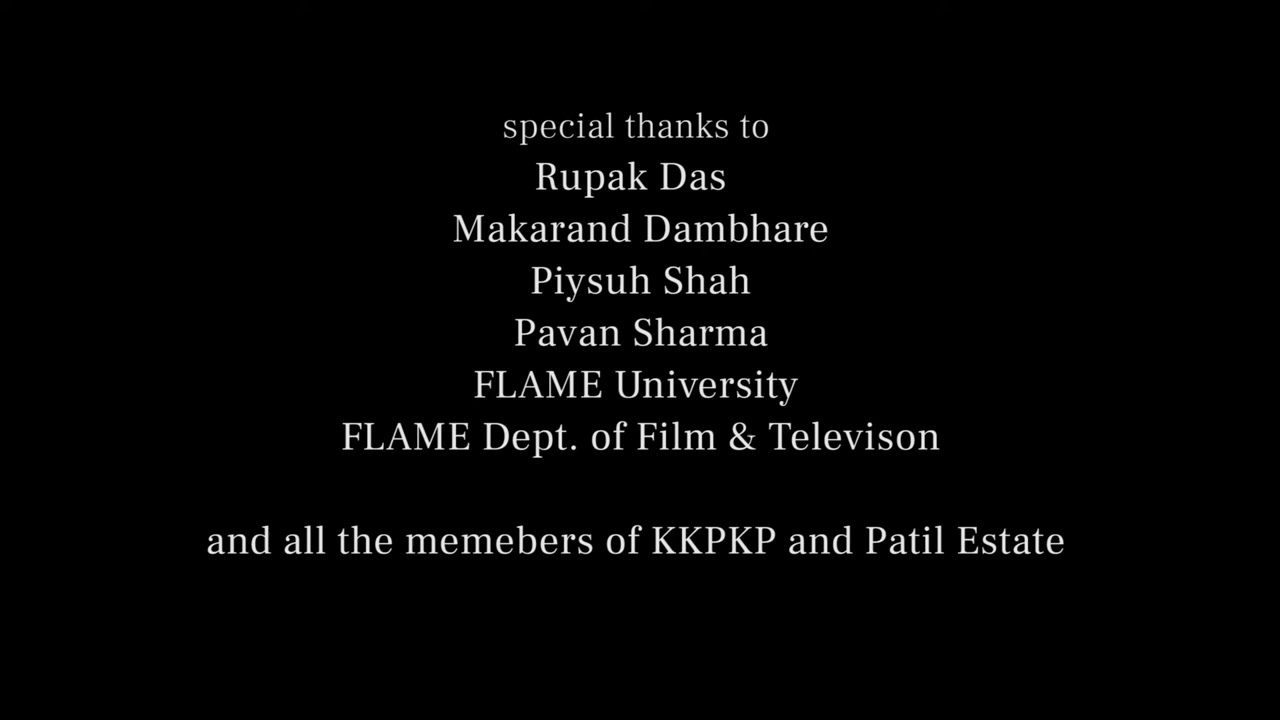 special thanks to
Rupak Das
Makarand Dambhare
Piysuh Shah
Pavan Sharma
FLAME University
FLAME Dept. of Film & Televison
and all the memebers of KKPKP and Patil Estate